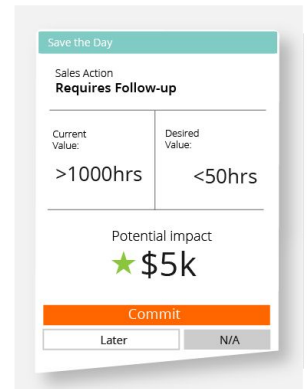 Save the Day
Sales Action
Requires Follow-up
Current
Value:
>1000hrs
Desired
Value:
<50hrs
Potential impact
$5k
Commit
Later
N/A